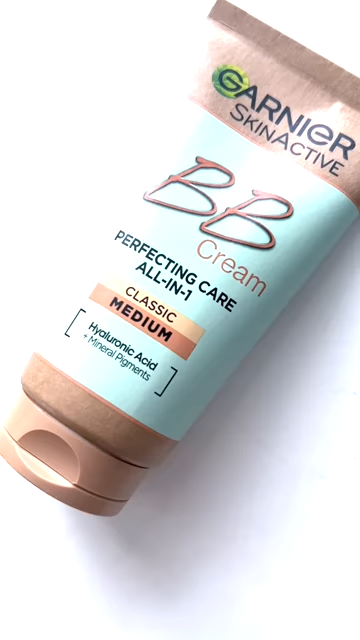 GARNIER
SKINACTIVE
BB
Cream
PERFECTING CARE
ALL-IN-1
CLASSIC
MEDIUM
Hyaluronic Acid
+ Mineral Pigments